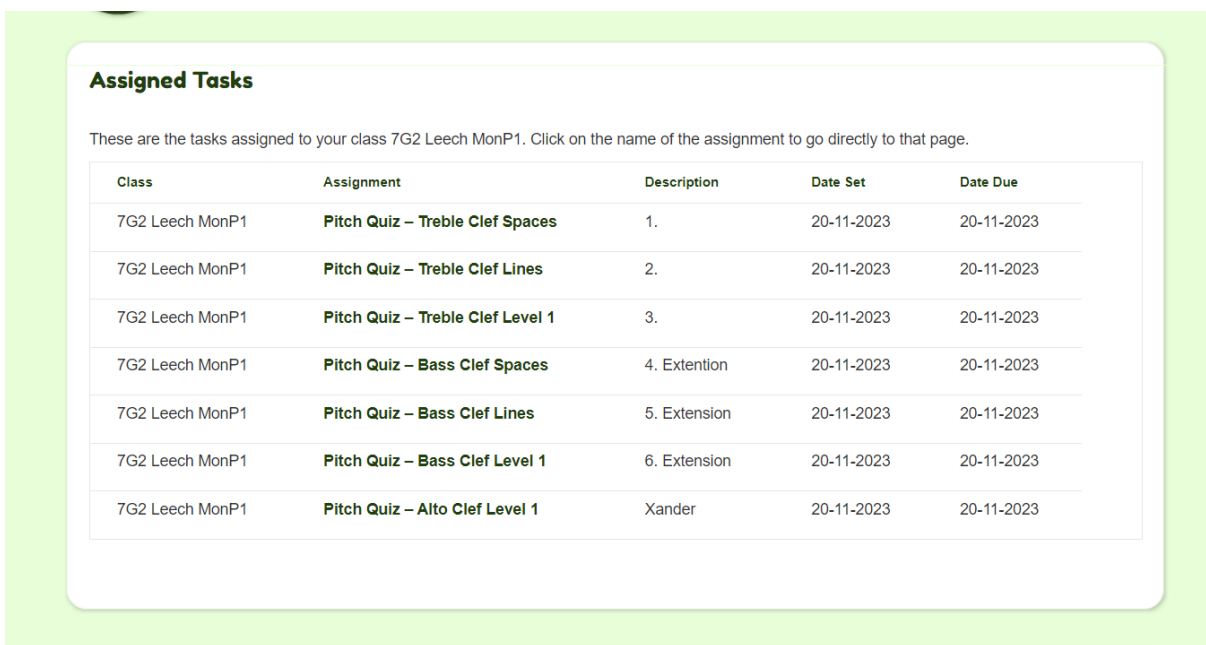 Assigned Tasks
These are the tasks assigned to your class 7G2 Leech MonP1. Click on the name of the assignment to go directly to that page.
Class Assignment Description Date Set Date Due
7G2 Leech MonP1 Pitch Quiz – Treble Clef Spaces 1. 20-11-2023 20-11-2023
7G2 Leech MonP1 Pitch Quiz – Treble Clef Lines 2. 20-11-2023 20-11-2023
7G2 Leech MonP1 Pitch Quiz – Treble Clef Level 1 3. 20-11-2023 20-11-2023
7G2 Leech MonP1 Pitch Quiz – Bass Clef Spaces 4. Extention 20-11-2023 20-11-2023
7G2 Leech MonP1 Pitch Quiz – Bass Clef Lines 5. Extension 20-11-2023 20-11-2023
7G2 Leech MonP1 Pitch Quiz – Bass Clef Level 1 6. Extension 20-11-2023 20-11-2023
7G2 Leech MonP1 Pitch Quiz – Alto Clef Level 1 Xander 20-11-2023 20-11-2023